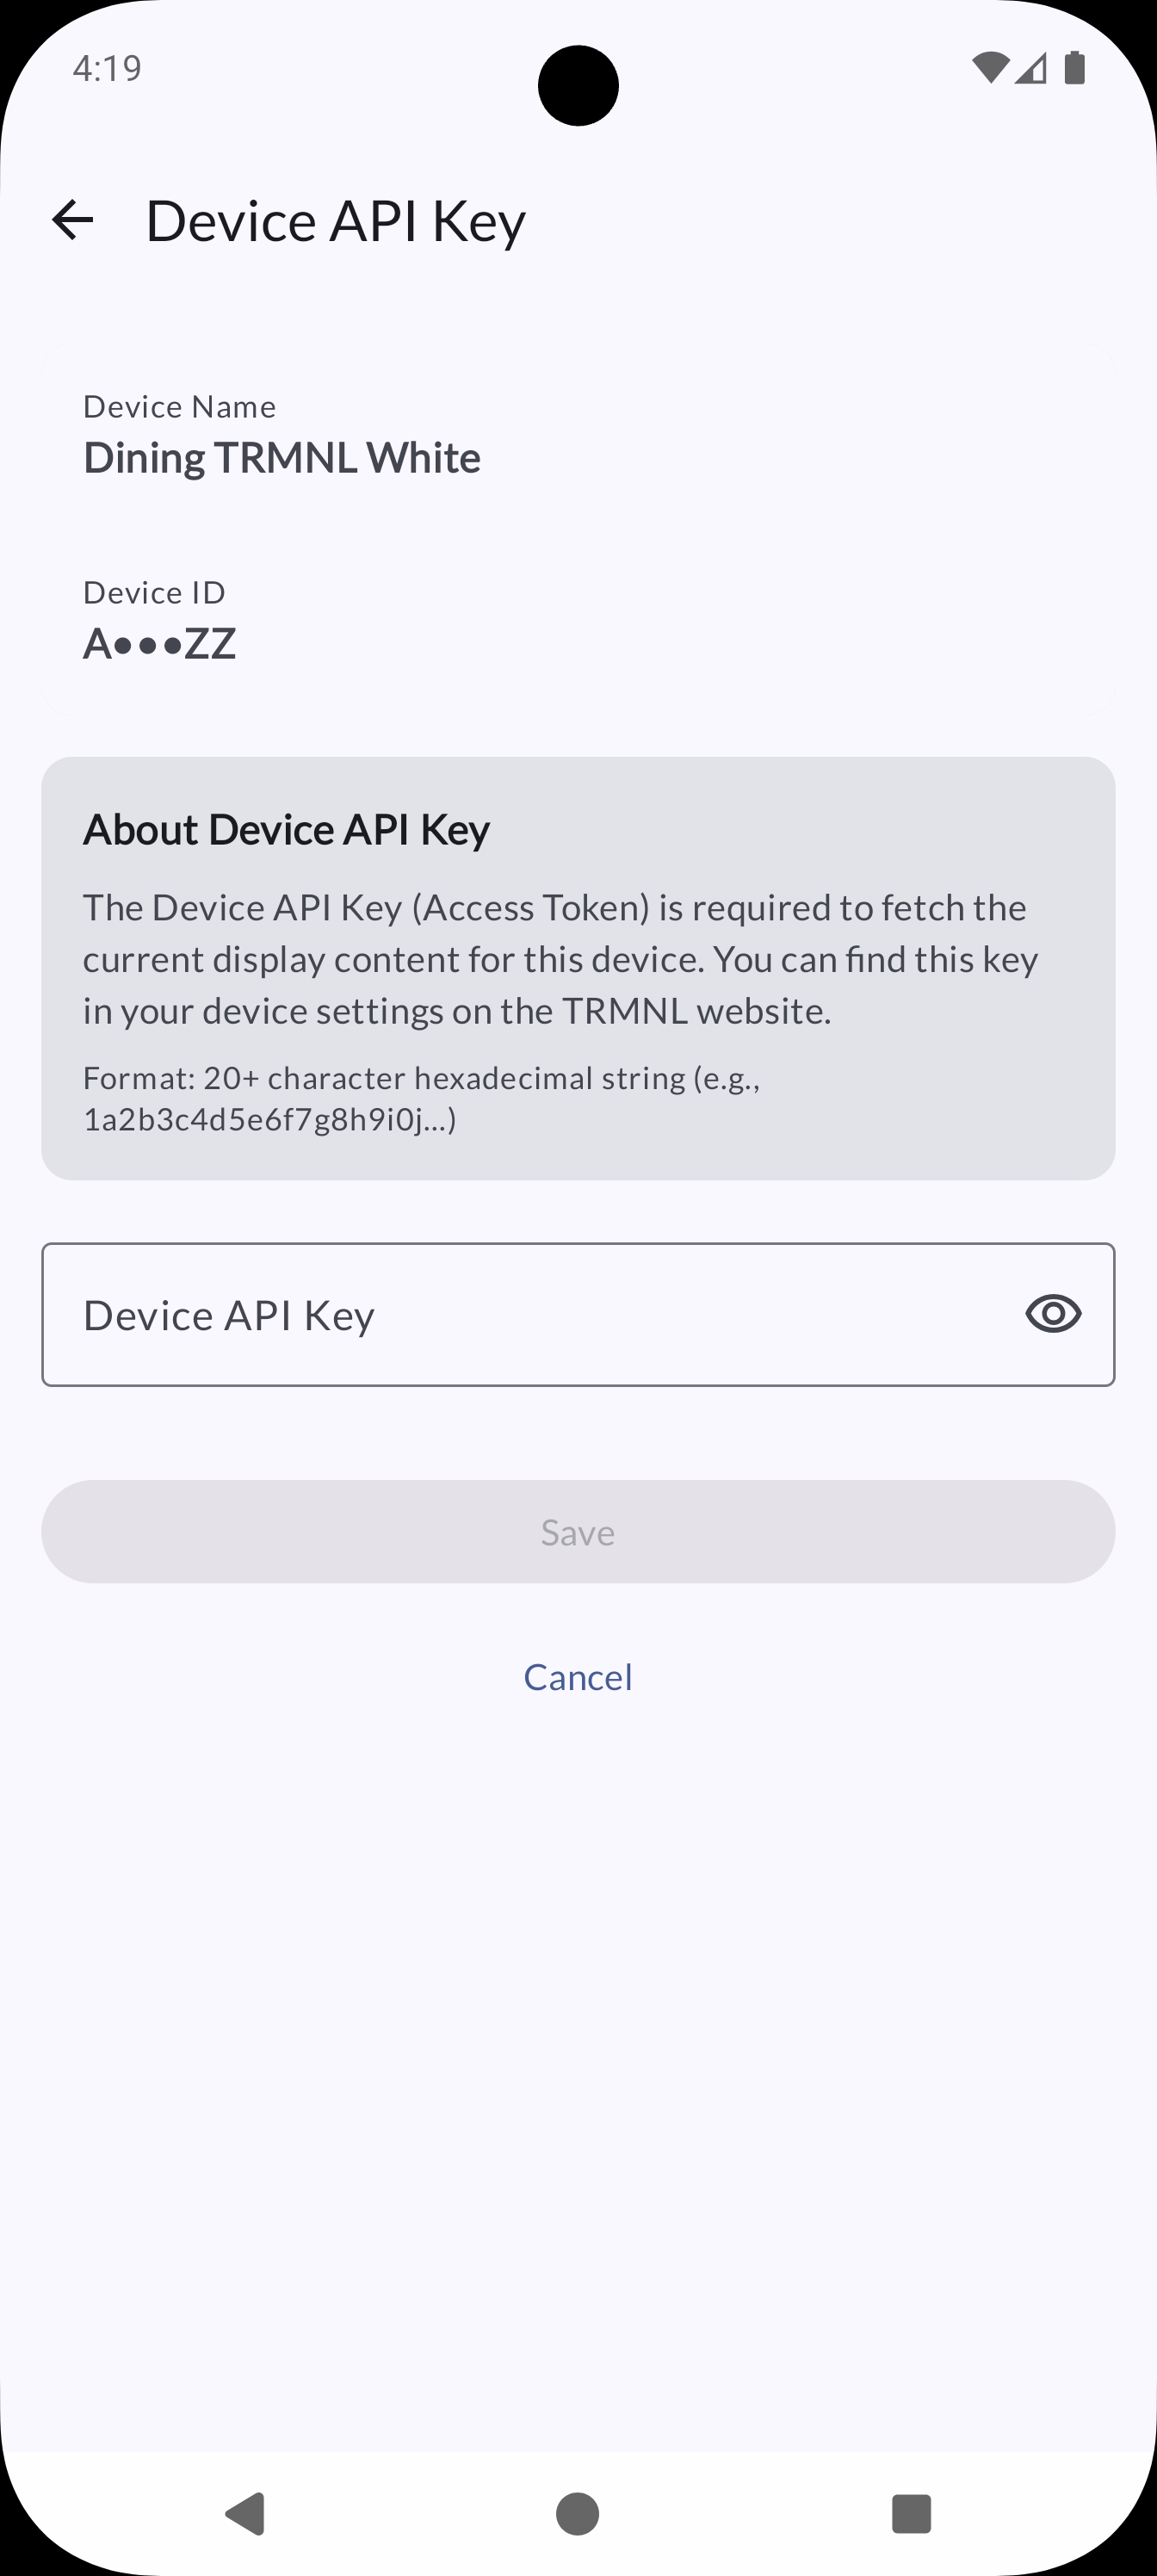 4:19
Device API Key
Device Name
Dining TRMNL White
Device ID
A•••ZZ
About Device API Key
The Device API Key (Access Token) is required to fetch the
current display content for this device. You can find this key
in your device settings on the TRMNL website.
Format: 20+ character hexadecimal string (e.g.,
1a2b3c4d5e6f7g8h9i0j...)
Device API Key
Save
Cancel